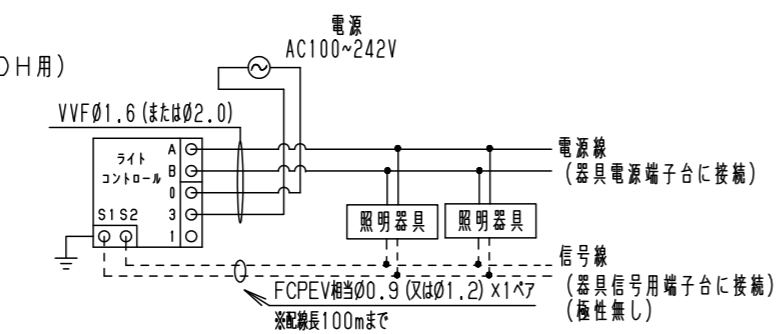 電源
AC100~242V
OH用)
VVFØ1.6(またはØ2.0)
ライト
コントロール
A
B
0
3
1
S1 S2
電源線
(器具電源端子台に接続)
照明器具
照明器具
信号線
(器具信号用端子台に接続)
(極性無し)
FCPEV相当Ø0.9(又はØ1.2)×1ペア
※配線長100mまで